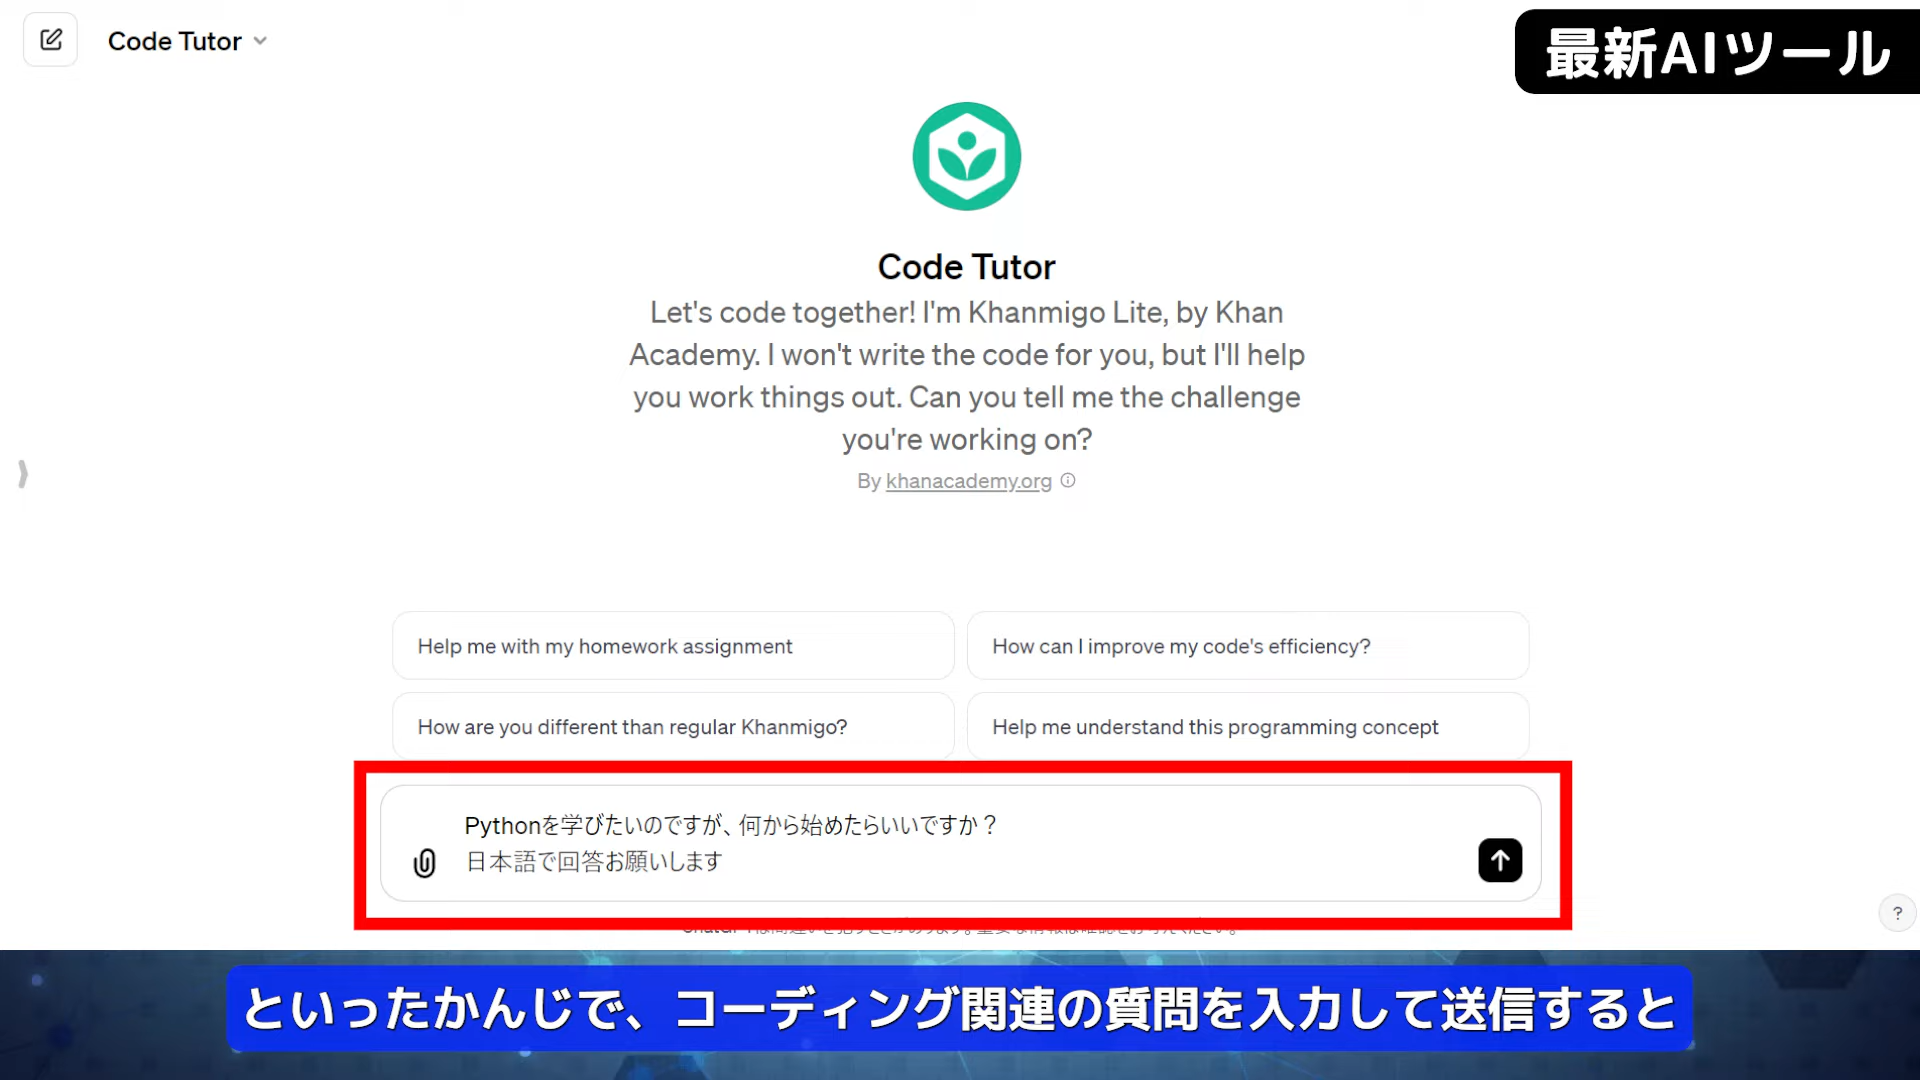 Code Tutor
最新AIツール
Code Tutor
Let's code together! I'm Khanmigo Lite, by Khan
Academy. I won't write the code for you, but I'll help
you work things out. Can you tell me the challenge
you're working on?
By khanacademy.org
Help me with my homework assignment
How can I improve my code's efficiency?
How are you different than regular Khanmigo?
Help me understand this programming concept
Pythonを学びたいのですが、何から始めたらいいですか？
日本語で回答お願いします
?
といったかんじで、コーディング関連の質問を入力して送信すると